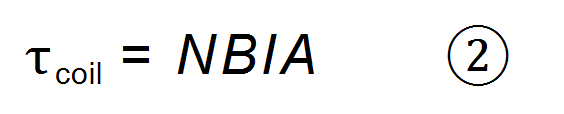 τcoil = NBIA ②